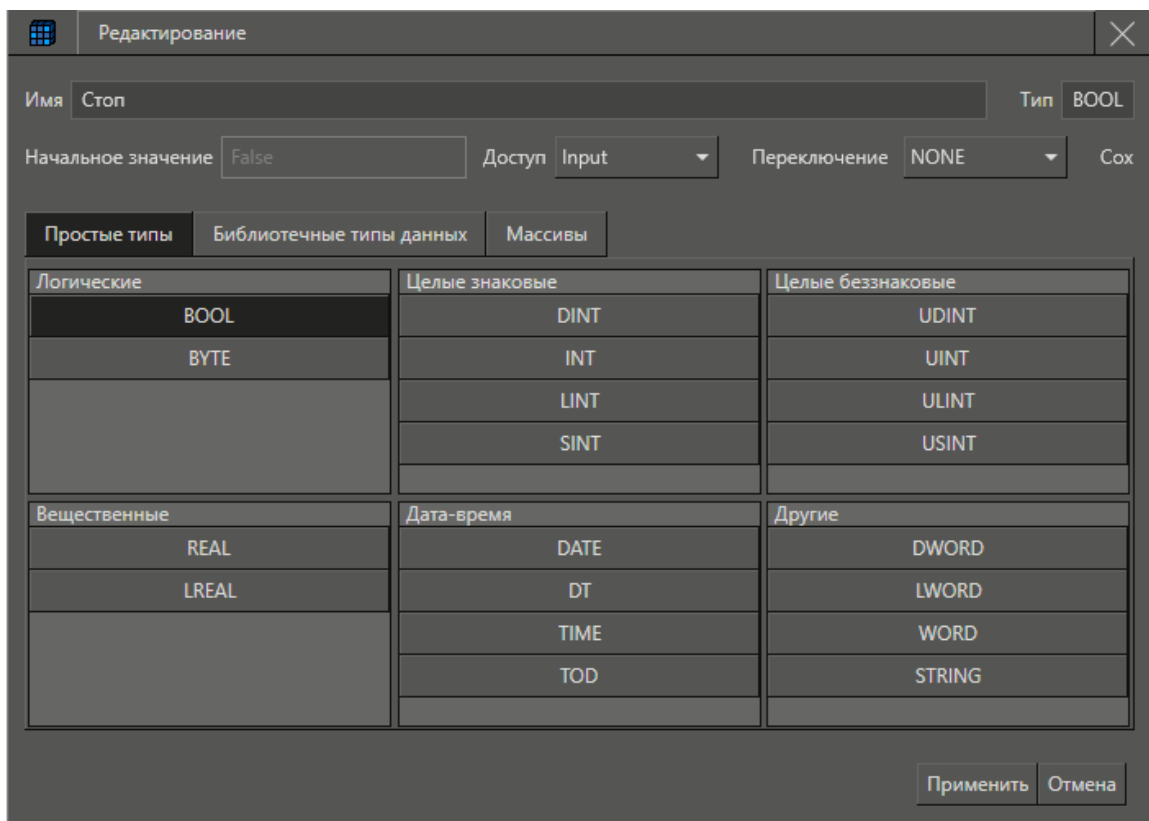 Редактирование
Имя Стоп Тип BOOL
Начальное значение False Доступ Input Переключение NONE Сох
Простые типы Библиотечные типы данных Массивы
Логические Целые знаковые Целые беззнаковые
BOOL DINT UDINT
BYTE INT UINT
LINT ULINT
SINT USINT
Вещественные Дата-время Другие
REAL DATE DWORD
LREAL DT LWORD
TIME WORD
TOD STRING
Применить Отмена